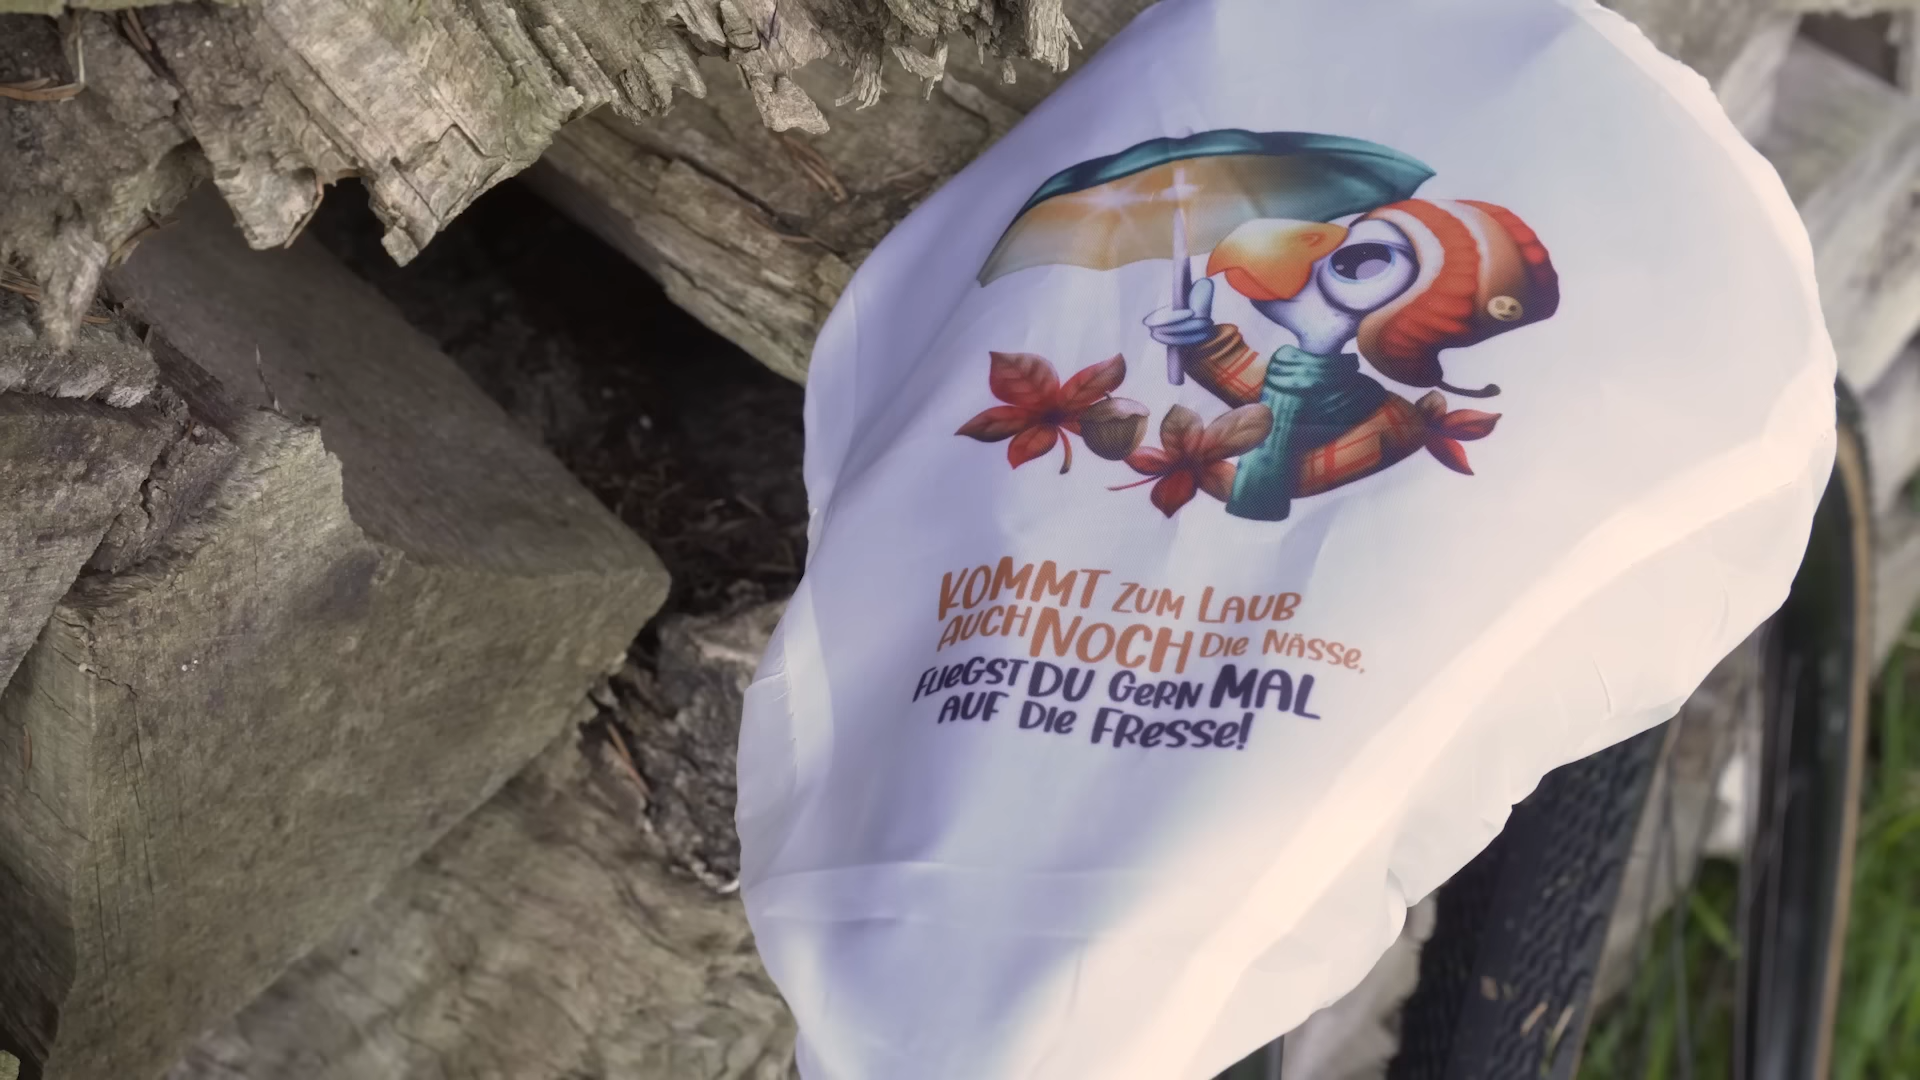 KOMMT ZUM LAUB
AUCH NOCH DIE NÄSSE,
FLIEGST DU GERN MAL
AUF DIE FRESSE!